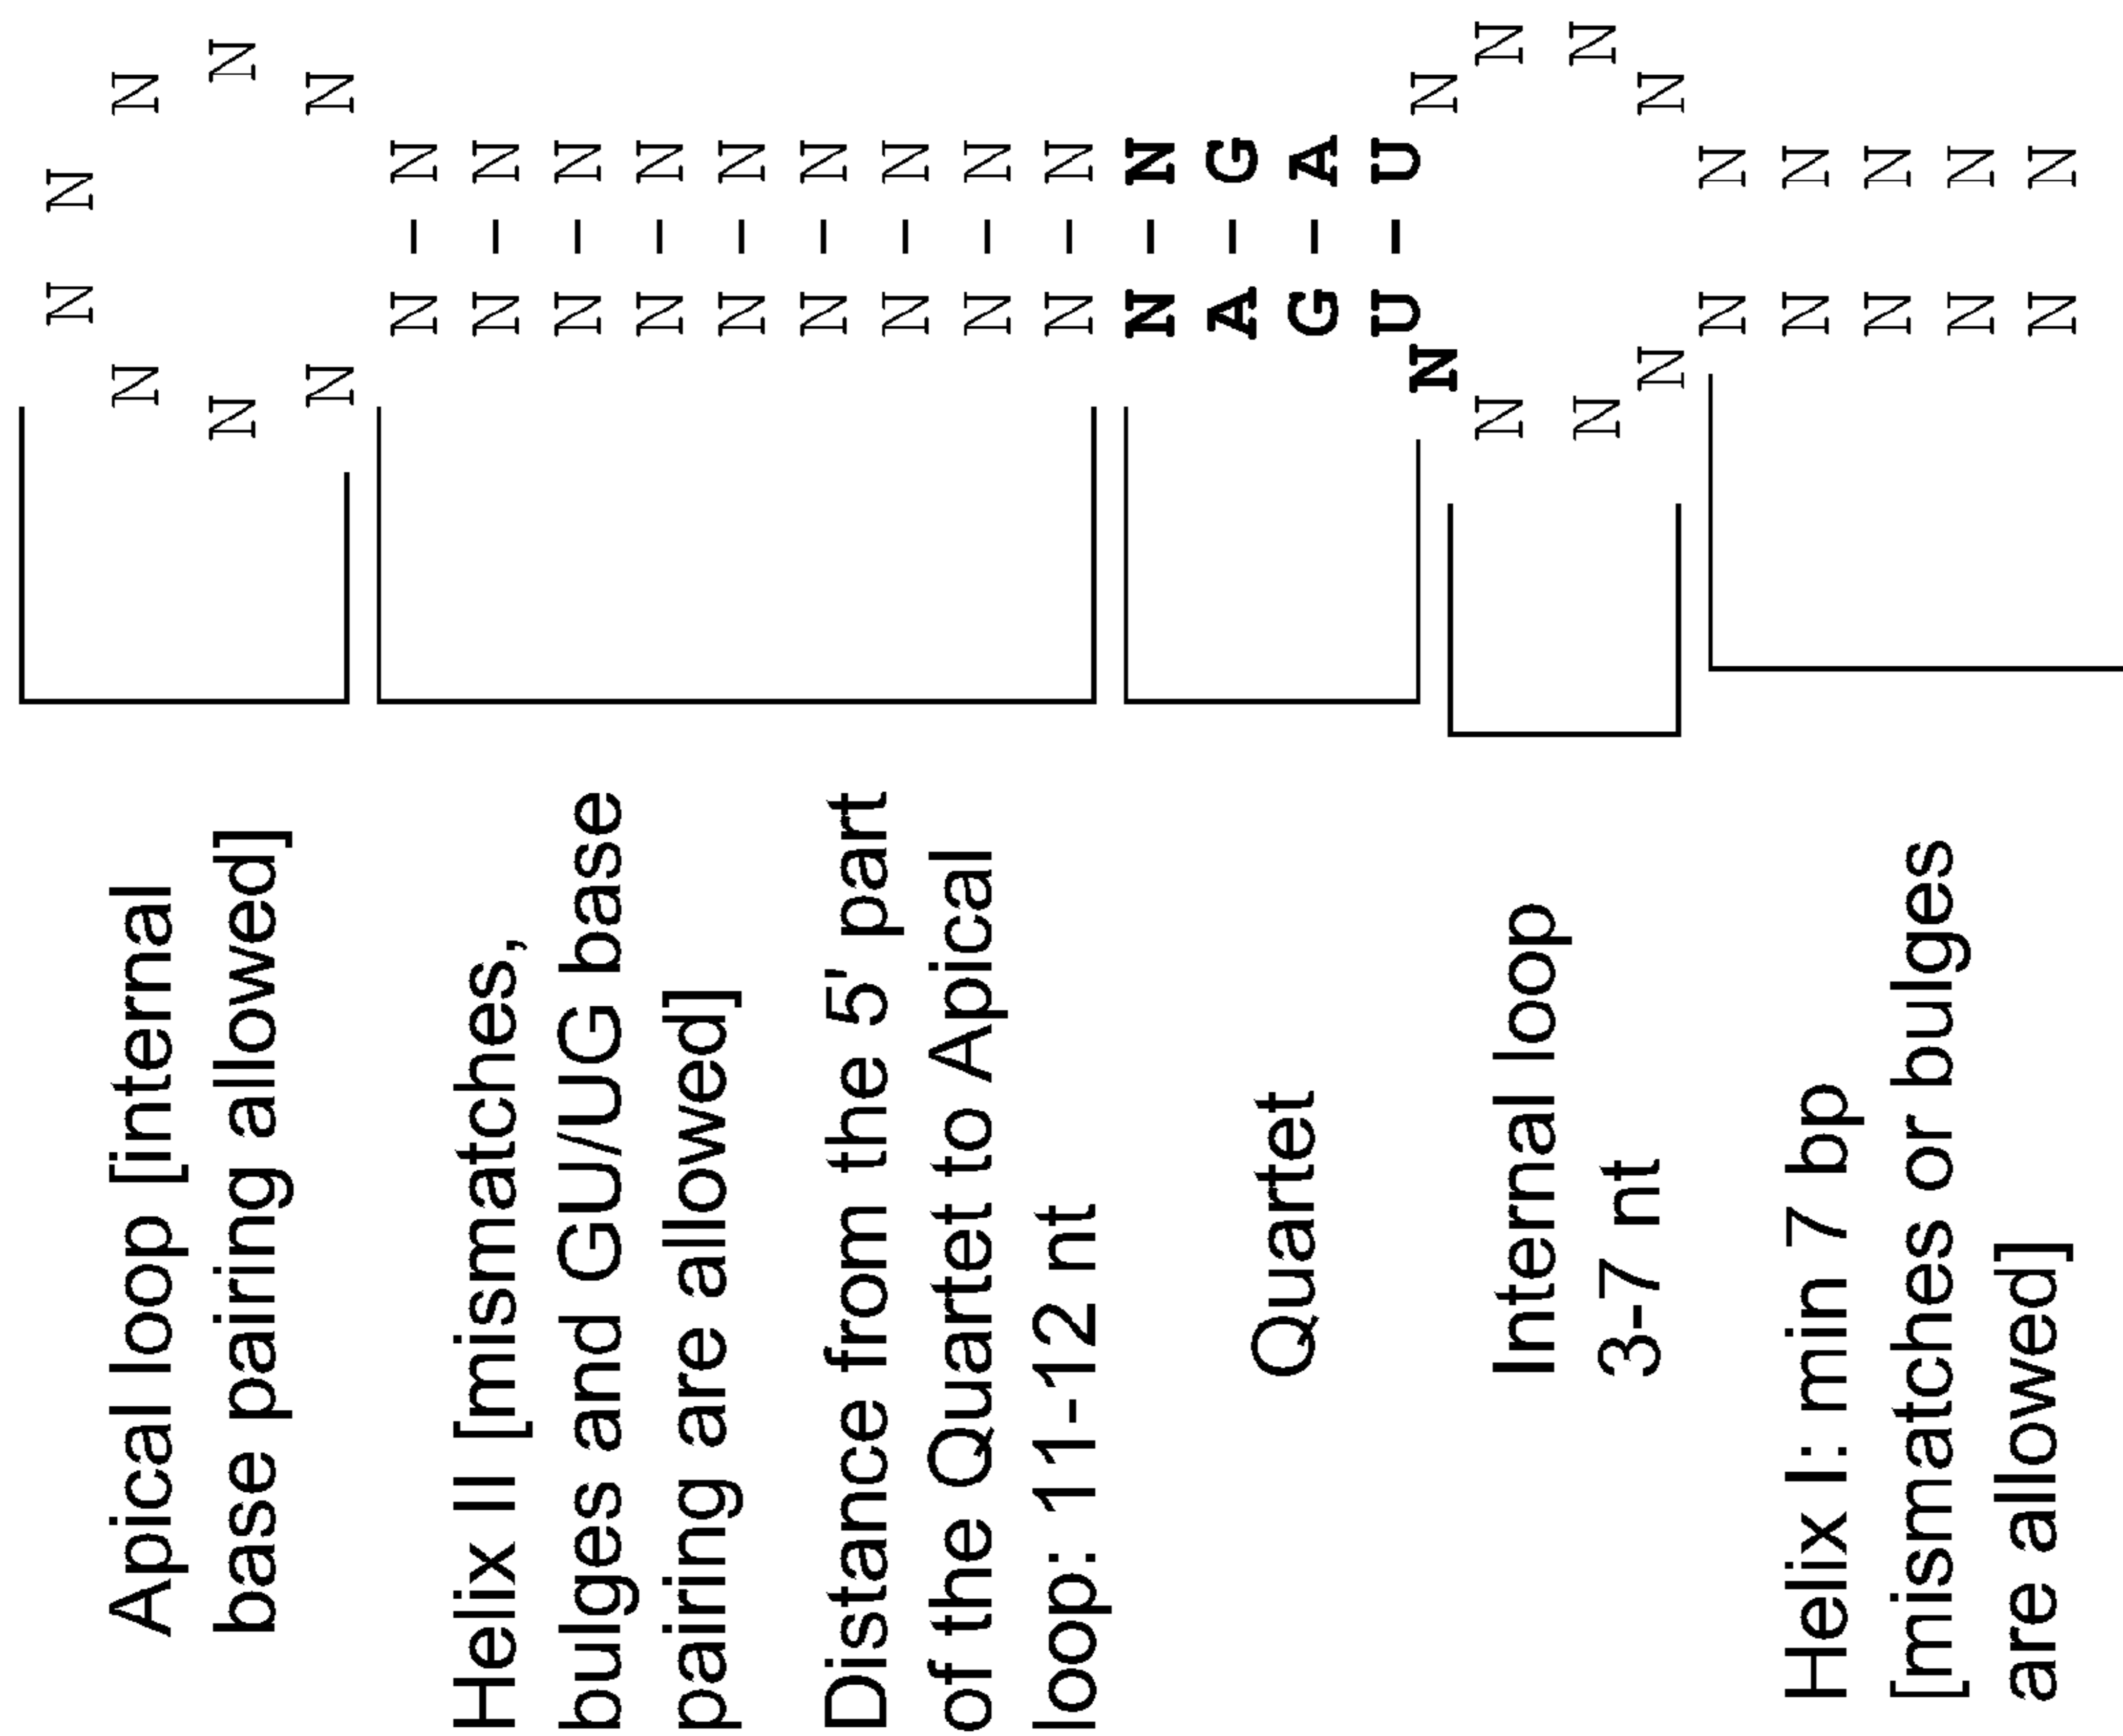 Apical loop [internal
base pairing allowed]
Helix II [mismatches,
bulges and GU/UG base
pairing are allowed]
Distance from the 5' part
of the Quartet to Apical
loop: 11-12 nt
Quartet
Internal loop
3-7 nt
Helix I: min 7 bp
[mismatches or bulges
are allowed]
N N
N N
N N
N N
N – N
N – N
N – N
N – N
N – N
N – N
N – N
N – N
N – N
N – N
A – G
G – A
U – U
N N
N N
N N
N N
N N
N N
N N
N N
N N